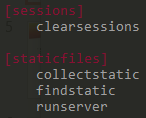 [sessions]
clearsessions
[staticfiles]
collectstatic
findstatic
runserver